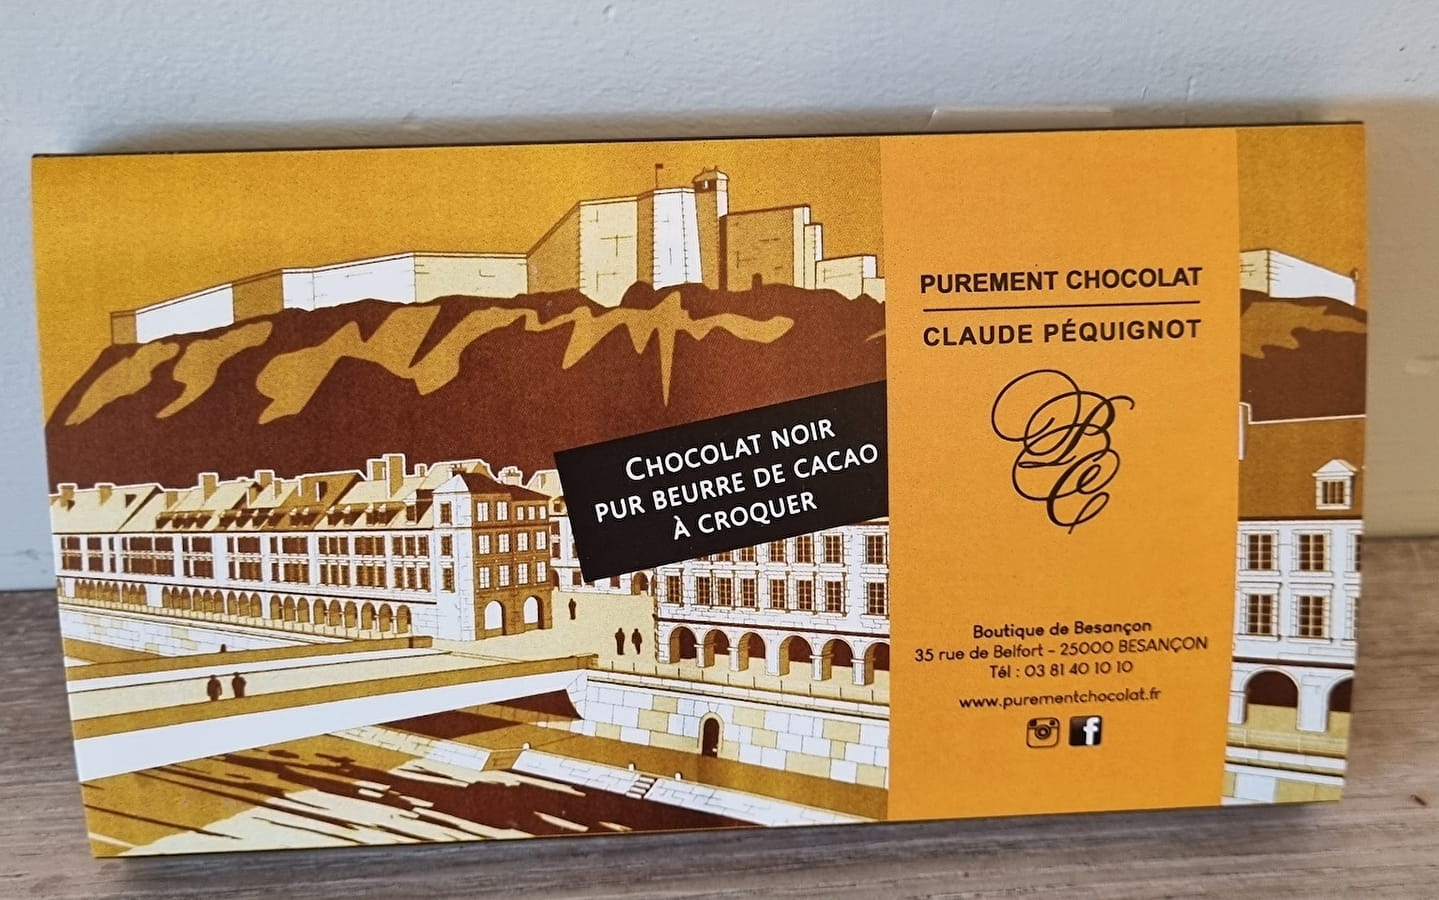 CHOCOLAT NOIR
PUR BEURRE DE CACAO
À CROQUER
PUREMENT CHOCOLAT
CLAUDE PÉQUIGNOT
Boutique de Besançon
35 rue de Belfort - 25000 BESANÇON
Tél : 03 81 40 10 10
www.purementchocolat.fr